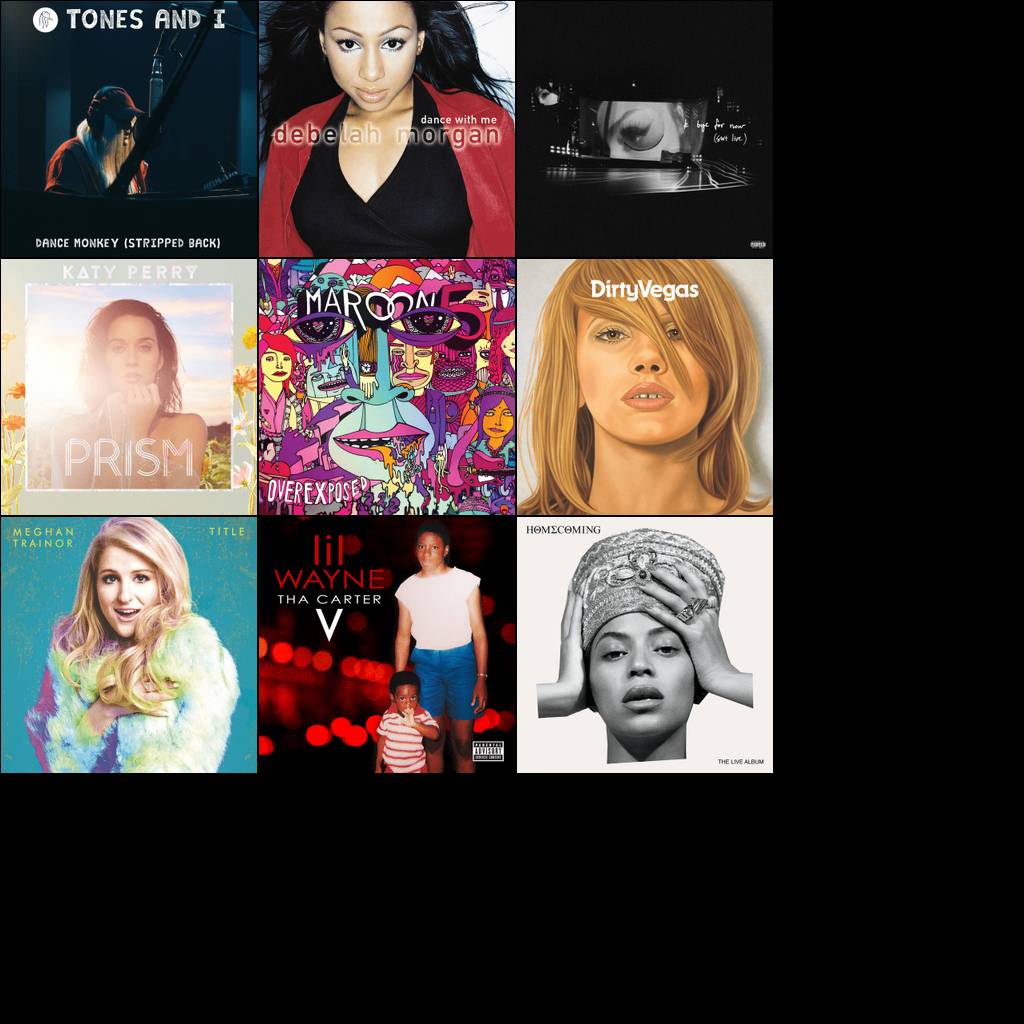 TONES AND I
DANCE MONKEY (STRIPPED BACK)
dance with me
debelah morgan
k bye for now
(swt live)
KATY PERRY
PRISM
MAROON 5
OVEREXPOSED
DirtyVegas
MEGHAN
TRAINOR
TITLE
lil
WAYNE
THA CARTER
V
PARENTAL
ADVISORY
EXPLICIT CONTENT
HOMΣCOMING
THE LIVE ALBUM